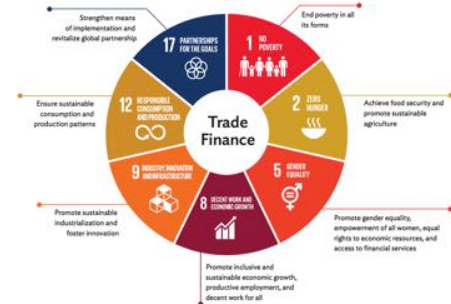 Strengthen means
of implementation and
revitalize global partnership
17 PARTNERSHIPS
FOR THE GOALS
1 NO
POVERTY
End poverty in all
its forms
Ensure sustainable
consumption and
production patterns
12 RESPONSIBLE
CONSUMPTION
AND PRODUCTION
Trade
Finance
2 ZERO
HUNGER
Achieve food security and
promote sustainable
agriculture
9 INDUSTRY, INNOVATION
AND INFRASTRUCTURE
5 GENDER
EQUALITY
8 DECENT WORK AND
ECONOMIC GROWTH
Promote sustainable
industrialization and
foster innovation
Promote gender equality,
empowerment of all women, equal
rights to economic resources, and
access to financial services
Promote inclusive and
sustainable economic growth,
productive employment, and
decent work for all